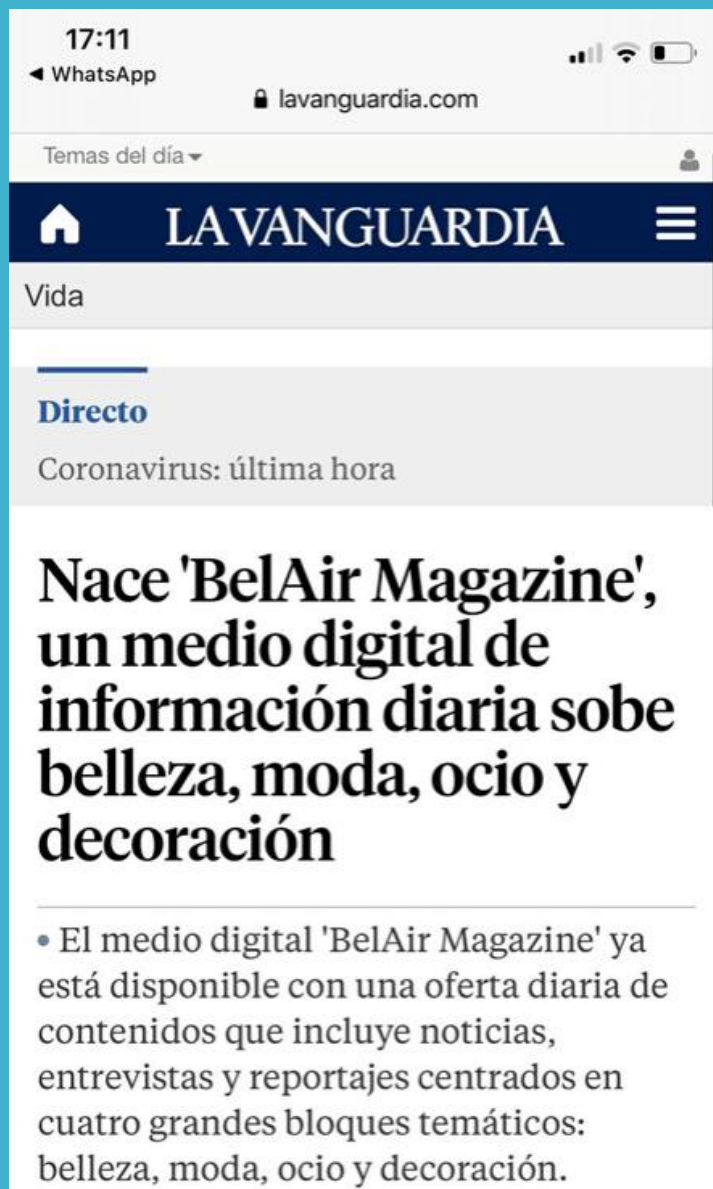 17:11
WhatsApp
lavanguardia.com
Temas del día
LA VANGUARDIA
Vida
Directo
Coronavirus: última hora
Nace 'BelAir Magazine',
un medio digital de
información diaria sobe
belleza, moda, ocio y
decoración
• El medio digital 'BelAir Magazine' ya
está disponible con una oferta diaria de
contenidos que incluye noticias,
entrevistas y reportajes centrados en
cuatro grandes bloques temáticos:
belleza, moda, ocio y decoración.